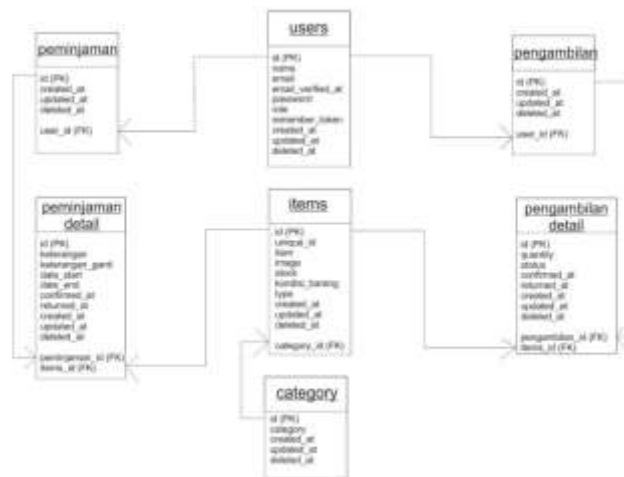 peminjaman
id (PK)
created_at
updated_at
deleted_at
user_id (FK)
users
id (PK)
name
email
email_verified_at
password
role
remember_token
created_at
updated_at
deleted_at
pengambilan
id (PK)
created_at
updated_at
deleted_at
user_id (FK)
peminjaman
detail
id (PK)
keterangan
keterangan_ganti
date_start
date_end
confirmed_at
returned_at
created_at
updated_at
deleted_at
peminjaman_id (FK)
items_id (FK)
items
id (PK)
unique_id
item
image
stock
kondisi_barang
type
created_at
updated_at
deleted_at
category_id (FK)
pengambilan
detail
id (PK)
quantity
status
confirmed_at
returned_at
created_at
updated_at
deleted_at
pengambilan_id (FK)
items_id (FK)
category
id (PK)
category
created_at
updated_at
deleted_at